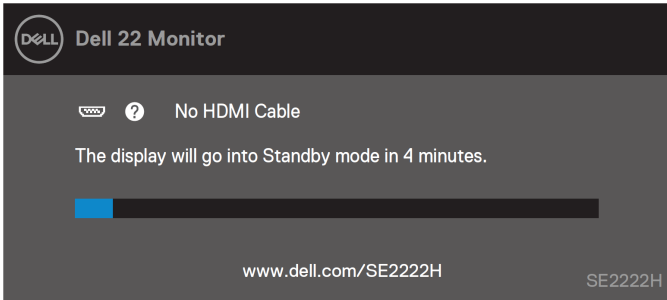 DELL
Dell 22 Monitor
? No HDMI Cable
The display will go into Standby mode in 4 minutes.
www.dell.com/SE2222H
SE2222H